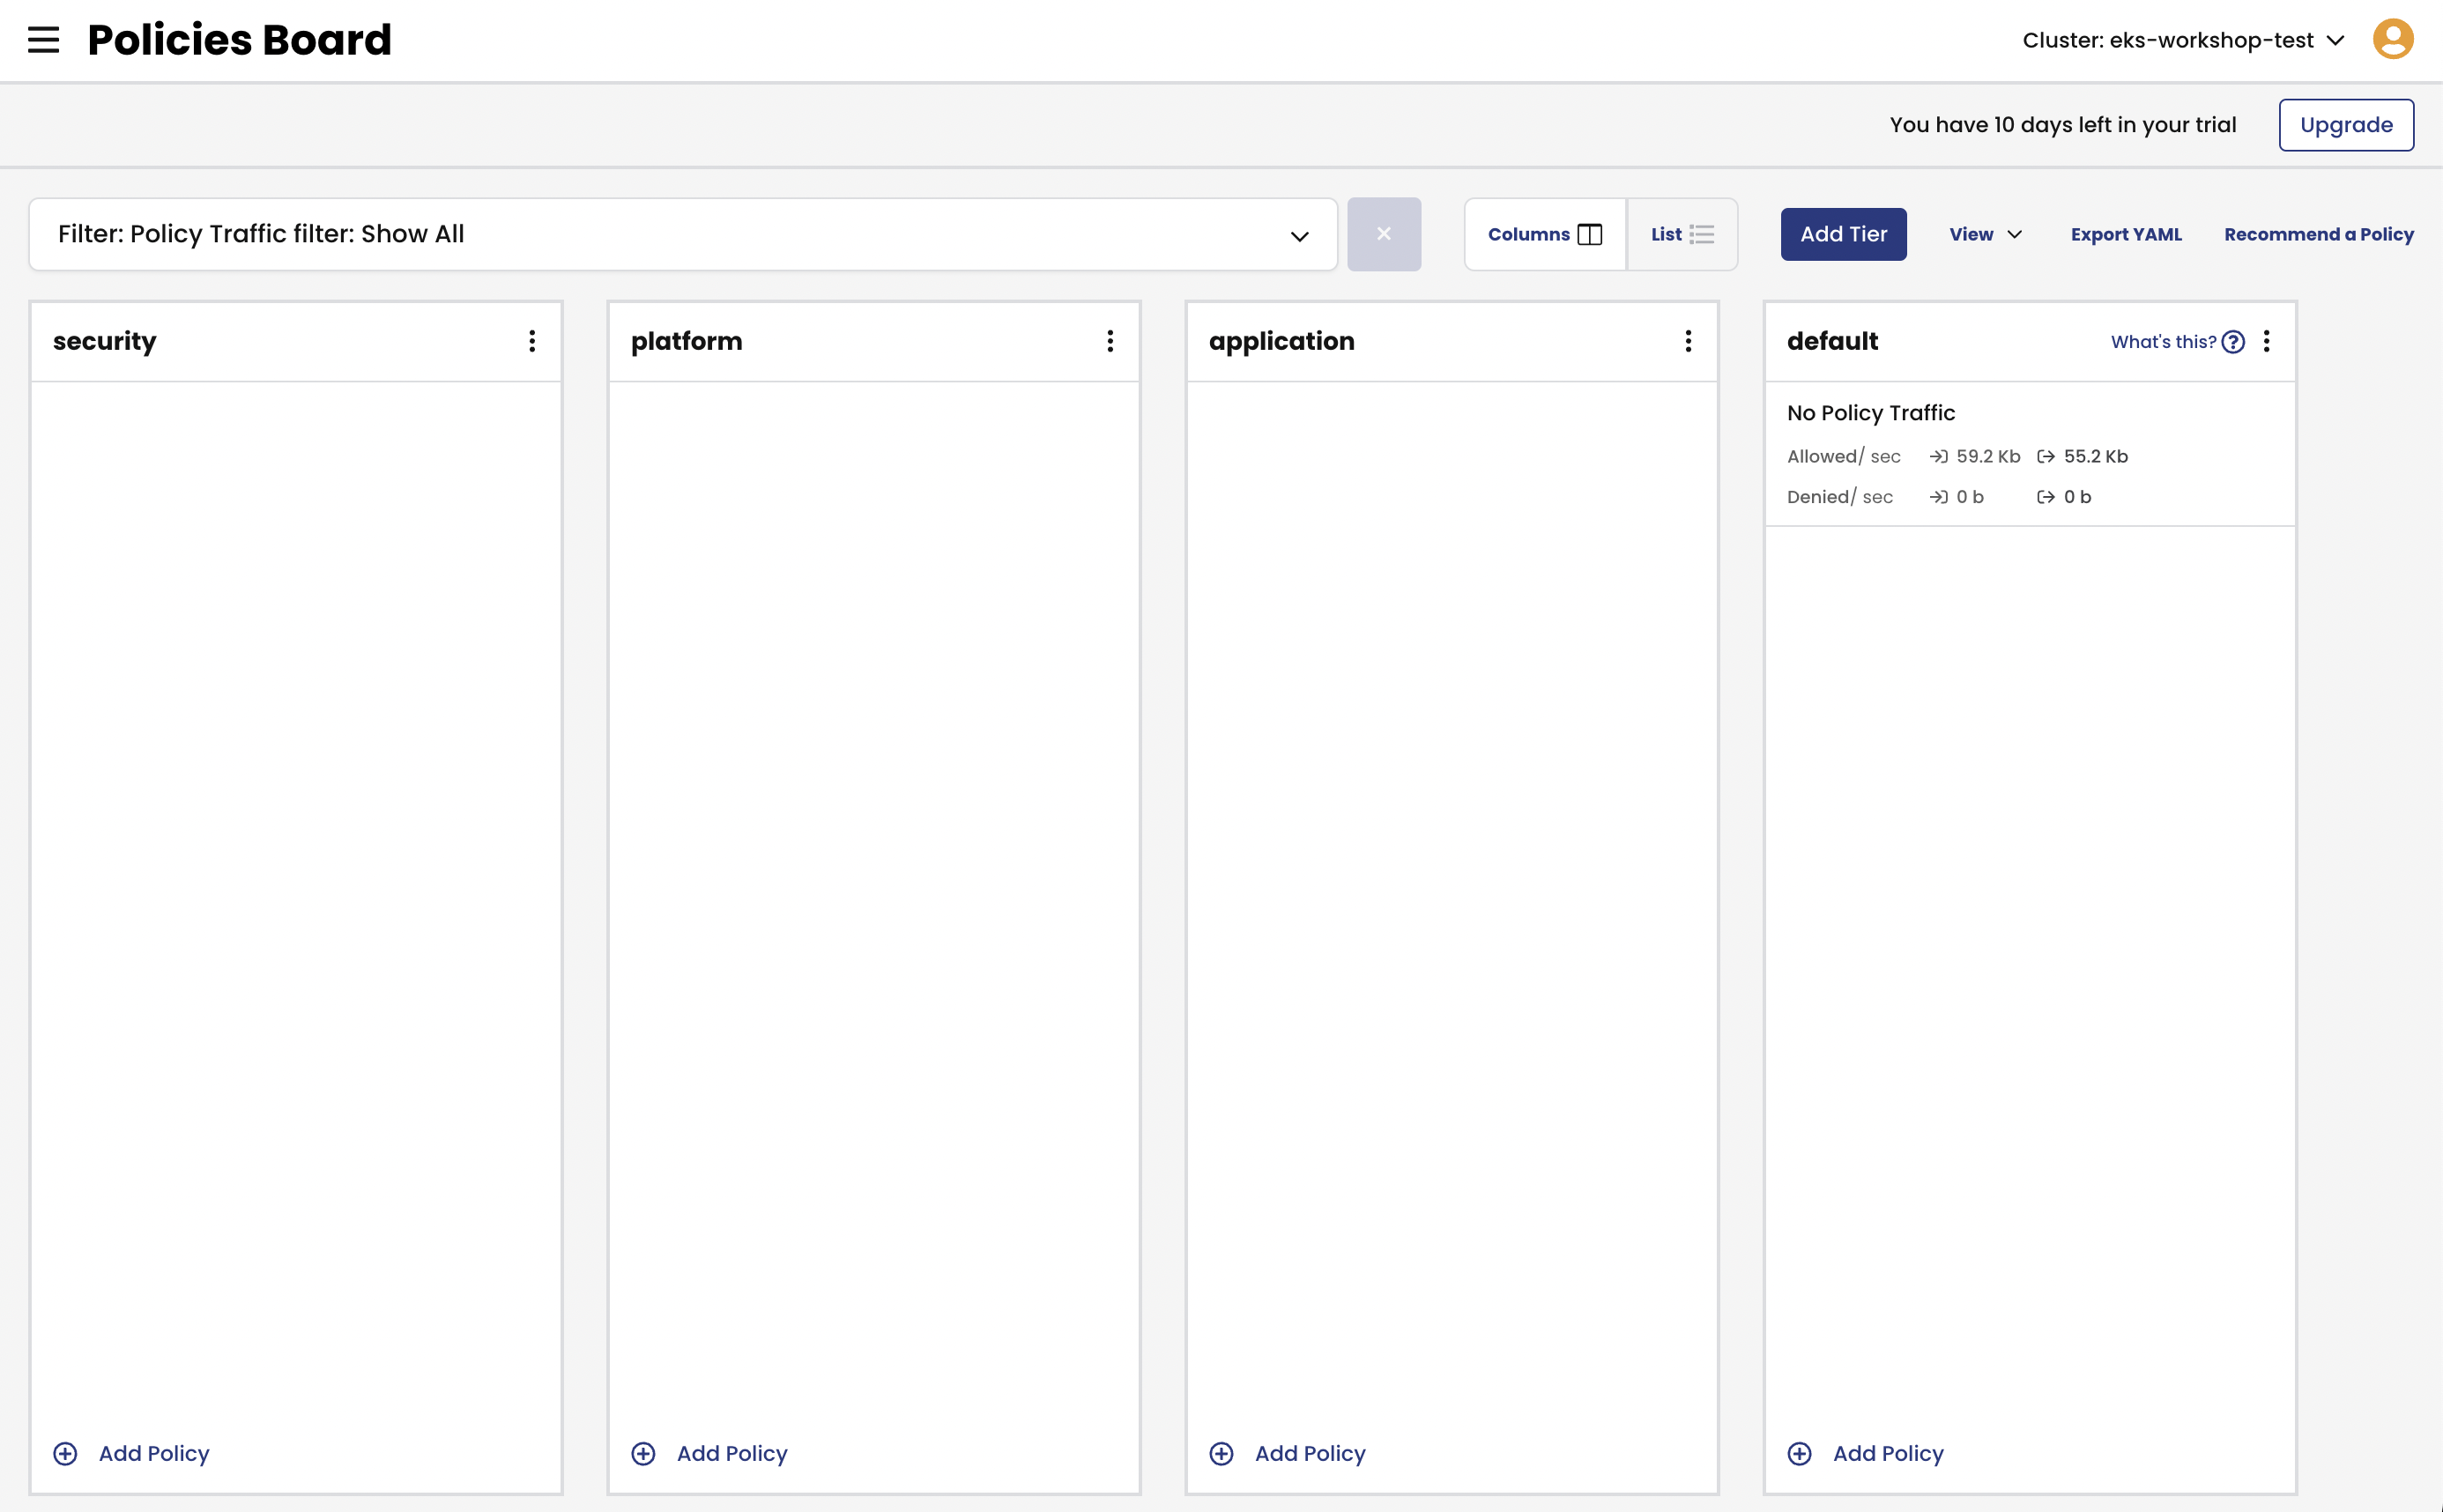 Policies Board
Cluster: eks-workshop-test
You have 10 days left in your trial
Upgrade
Filter: Policy Traffic filter: Show All
Columns
List
Add Tier
View
Export YAML
Recommend a Policy
security
platform
application
default
What's this?
No Policy Traffic
Allowed/ sec 59.2 Kb 55.2 Kb
Denied/ sec 0 b 0 b
Add Policy
Add Policy
Add Policy
Add Policy